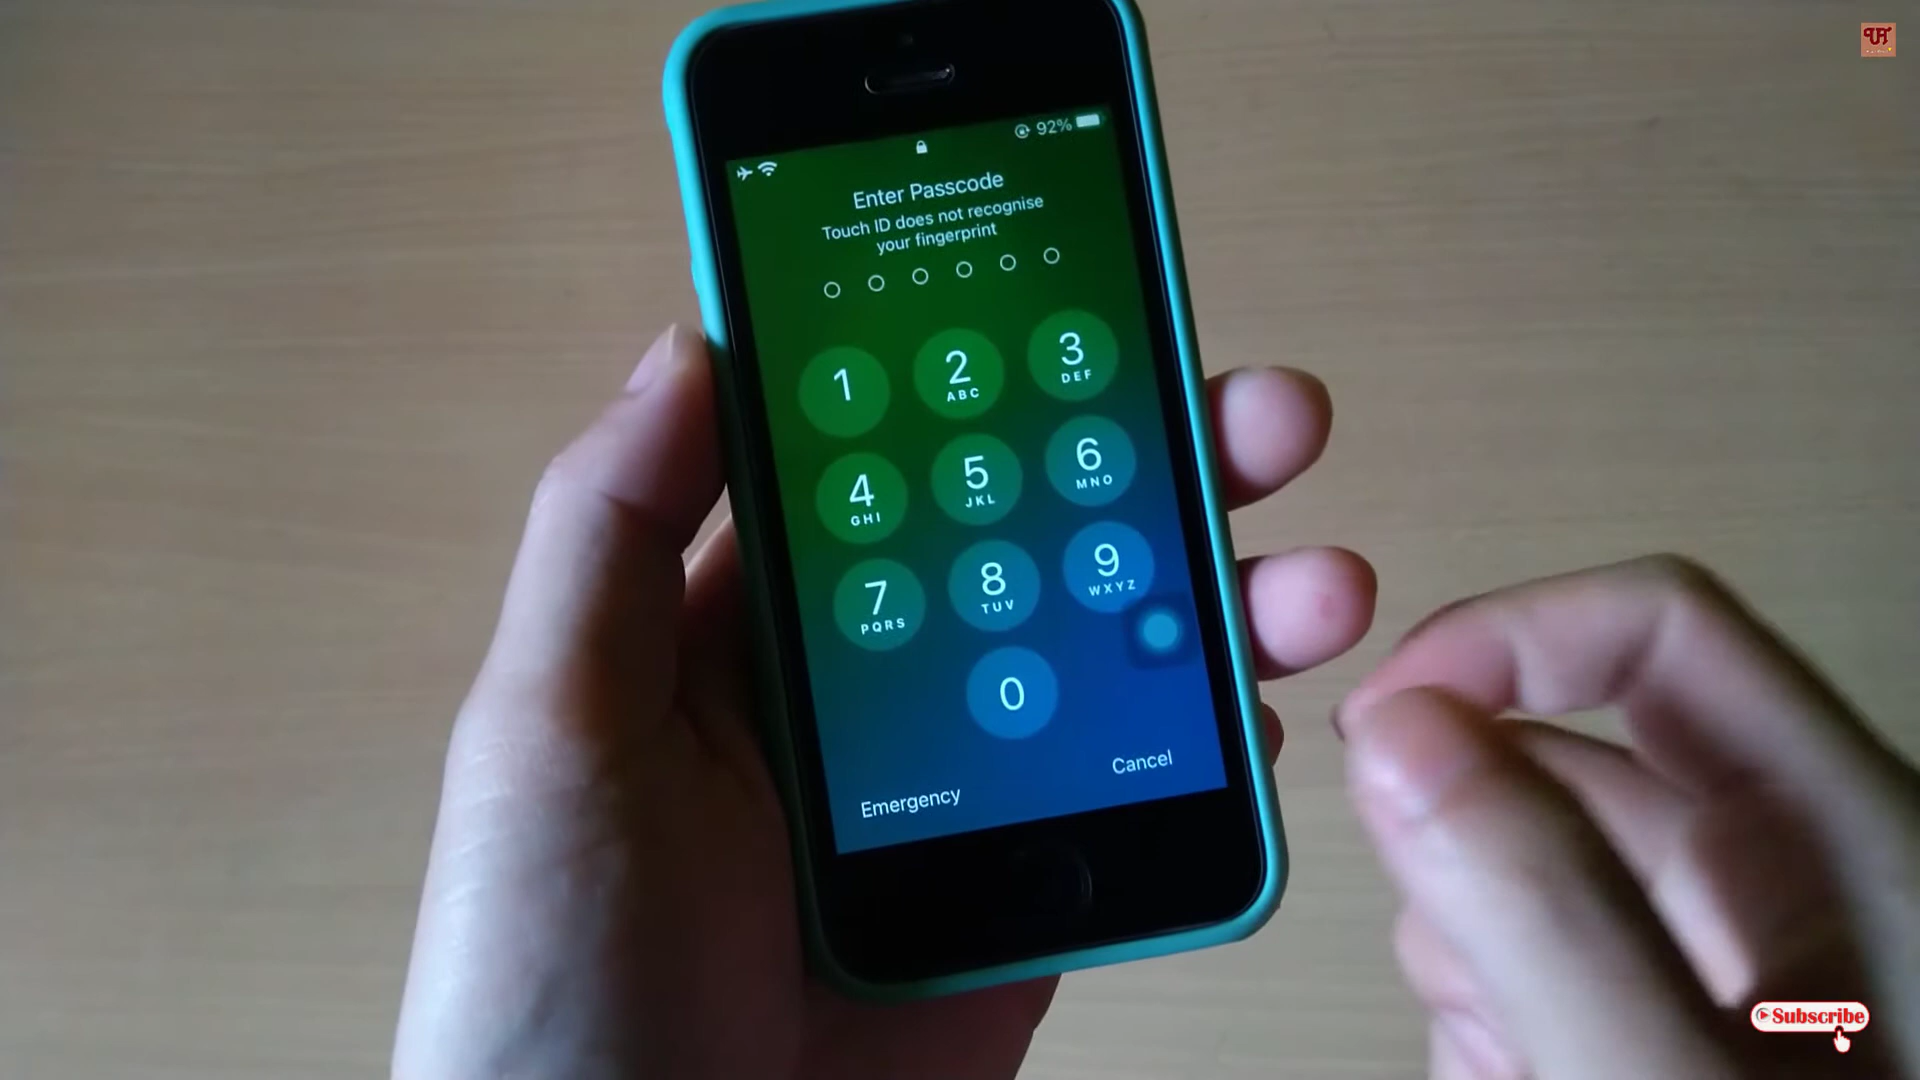 92%
Enter Passcode
Touch ID does not recognise
your fingerprint
1
2
ABC
3
DEF
4
GHI
5
JKL
6
MNO
7
PQRS
8
TUV
9
WXYZ
0
Emergency
Cancel
Subscribe